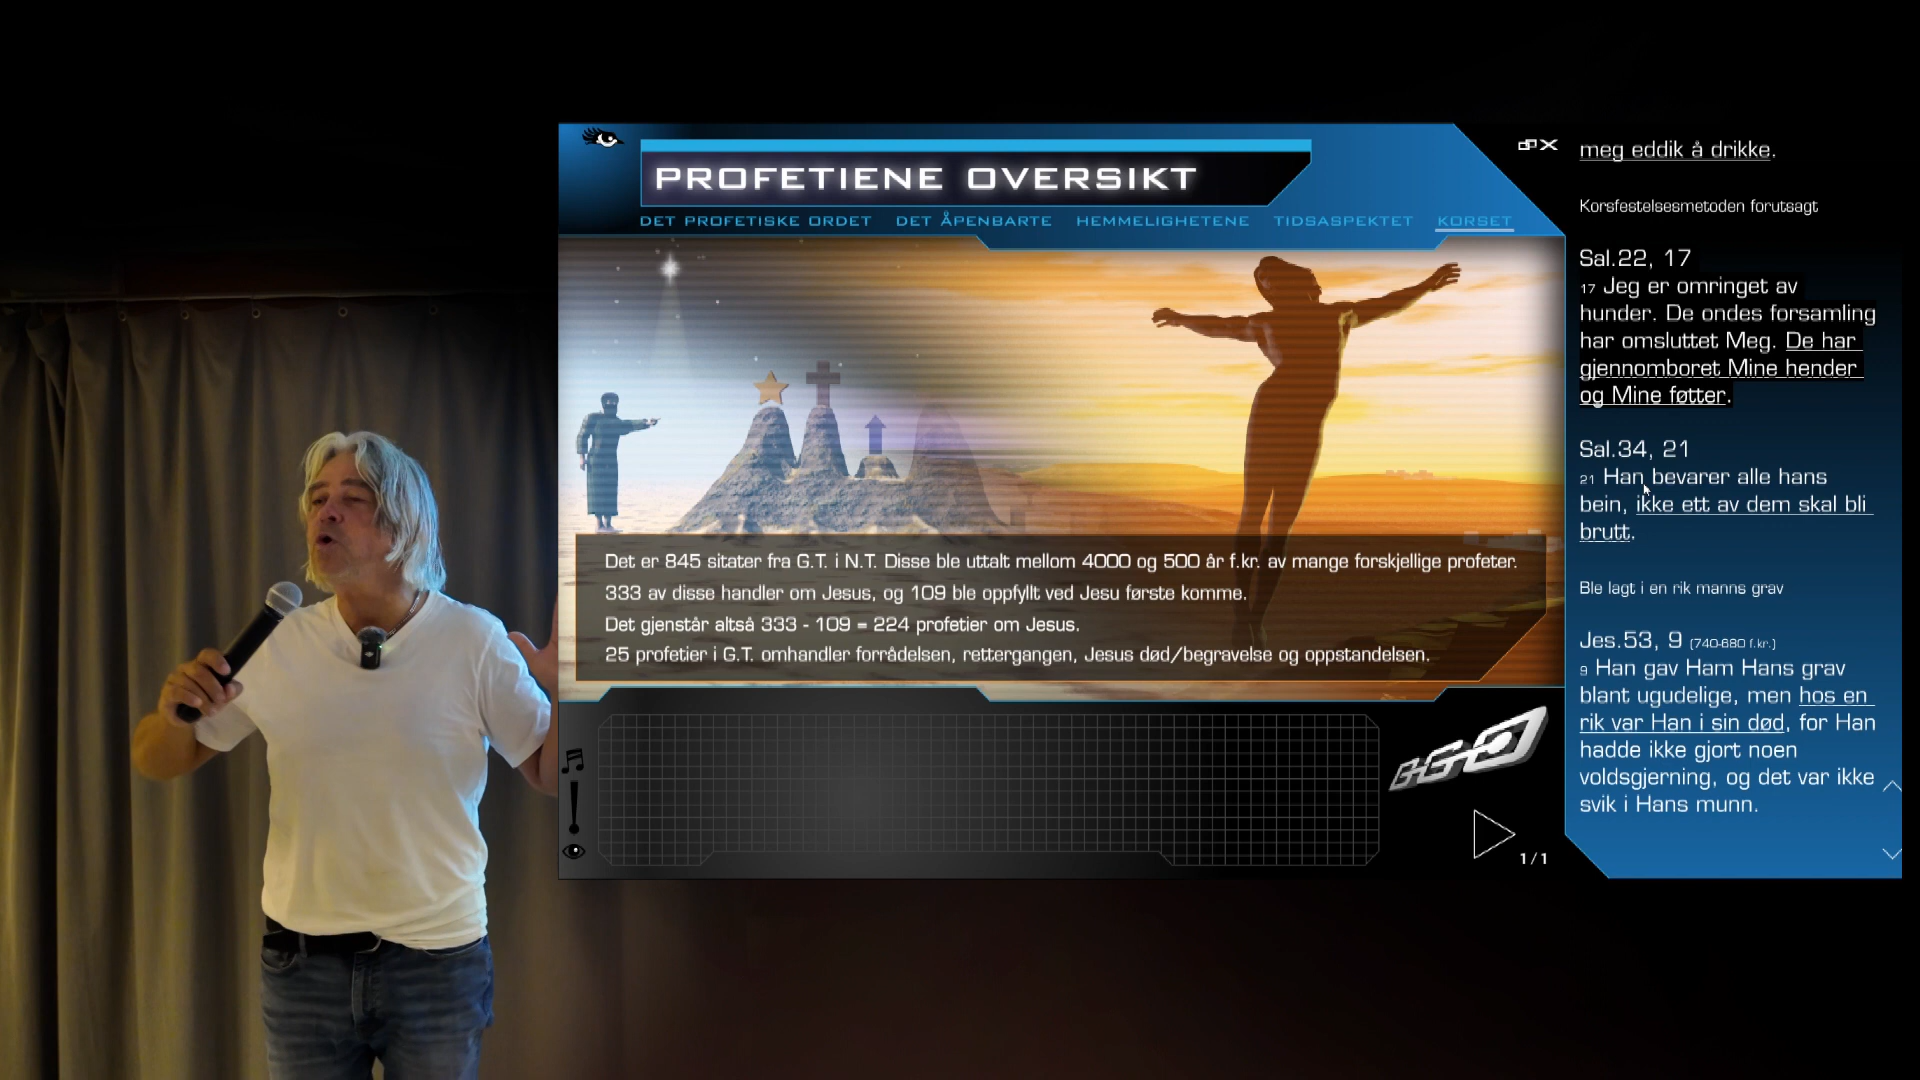 PROFETIENE OVERSIKT
DET PROFETISKE ORDET DET ÅPENBARTE HEMMELIGHETENE TIDSASPEKTET KORSET
Det er 845 sitater fra G.T. i N.T. Disse ble uttalt mellom 4000 og 500 år f.kr. av mange forskjellige profeter.
333 av disse handler om Jesus, og 109 ble oppfyllt ved Jesu første komme.
Det gjenstår altså 333 - 109 = 224 profetier om Jesus.
25 profetier i G.T. omhandler forrådelsen, rettergangen, Jesus død/begravelse og oppstandelsen.
1/1
meg eddik å drikke.
Korsfestelsesmetoden forutsagt
Sal.22, 17
17 Jeg er omringet av
hunder. De ondes forsamling
har omsluttet Meg. De har
gjennomboret Mine hender
og Mine føtter.
Sal.34, 21
21 Han bevarer alle hans
bein, ikke ett av dem skal bli
brutt.
Ble lagt i en rik manns grav
Jes.53, 9 (740-680 f.kr.)
9 Han gav Ham Hans grav
blant ugudelige, men hos en
rik var Han i sin død, for Han
hadde ikke gjort noen
voldsgjerning, og det var ikke
svik i Hans munn.